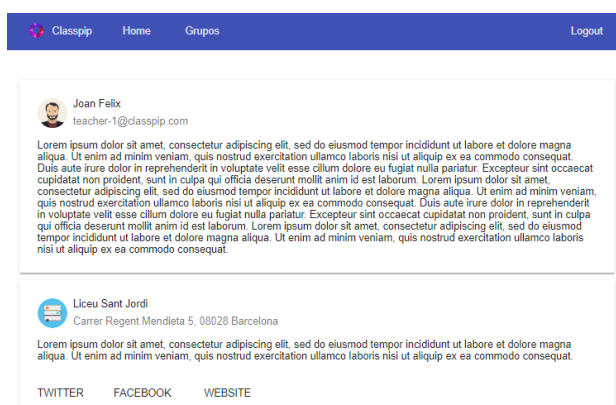 Classpip Home Grupos Logout
Joan Felix
teacher-1@classpip.com
Lorem ipsum dolor sit amet, consectetur adipiscing elit, sed do eiusmod tempor incididunt ut labore et dolore magna
aliqua. Ut enim ad minim veniam, quis nostrud exercitation ullamco laboris nisi ut aliquip ex ea commodo consequat.
Duis aute irure dolor in reprehenderit in voluptate velit esse cillum dolore eu fugiat nulla pariatur. Excepteur sint occaecat
cupidatat non proident, sunt in culpa qui officia deserunt mollit anim id est laborum. Lorem ipsum dolor sit amet,
consectetur adipiscing elit, sed do eiusmod tempor incididunt ut labore et dolore magna aliqua. Ut enim ad minim veniam,
quis nostrud exercitation ullamco laboris nisi ut aliquip ex ea commodo consequat. Duis aute irure dolor in reprehenderit
in voluptate velit esse cillum dolore eu fugiat nulla pariatur. Excepteur sint occaecat cupidatat non proident, sunt in culpa
qui officia deserunt mollit anim id est laborum. Lorem ipsum dolor sit amet, consectetur adipiscing elit, sed do eiusmod
tempor incididunt ut labore et dolore magna aliqua. Ut enim ad minim veniam, quis nostrud exercitation ullamco laboris
nisi ut aliquip ex ea commodo consequat.
Liceu Sant Jordi
Carrer Regent Mendieta 5, 08028 Barcelona
Lorem ipsum dolor sit amet, consectetur adipiscing elit, sed do eiusmod tempor incididunt ut labore et dolore magna
aliqua. Ut enim ad minim veniam, quis nostrud exercitation ullamco laboris nisi ut aliquip ex ea commodo consequat.
TWITTER FACEBOOK WEBSITE